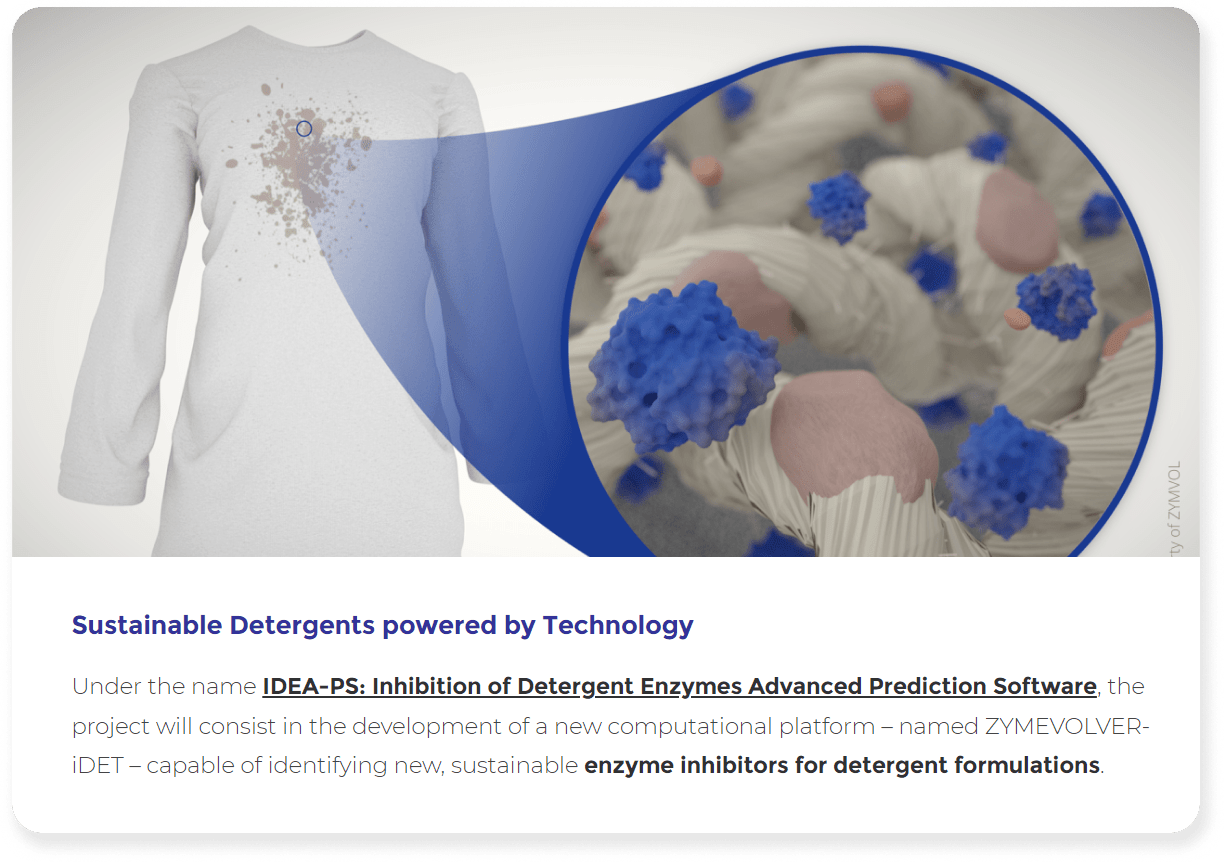 ty of ZYMVOL
Sustainable Detergents powered by Technology
Under the name IDEA-PS: Inhibition of Detergent Enzymes Advanced Prediction Software, the
project will consist in the development of a new computational platform – named ZYMEVOLVER-
iDET – capable of identifying new, sustainable enzyme inhibitors for detergent formulations.